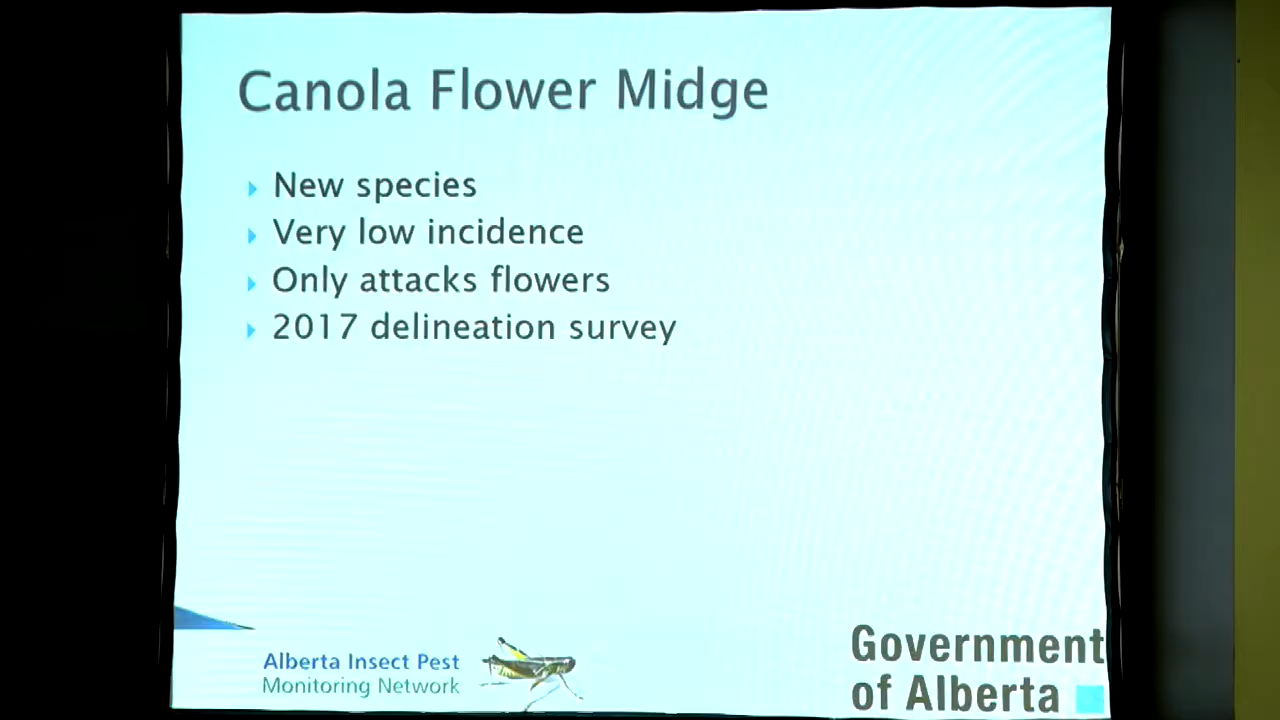 Canola Flower Midge
New species
Very low incidence
Only attacks flowers
2017 delineation survey
Alberta Insect Pest
Monitoring Network
Government
of Alberta